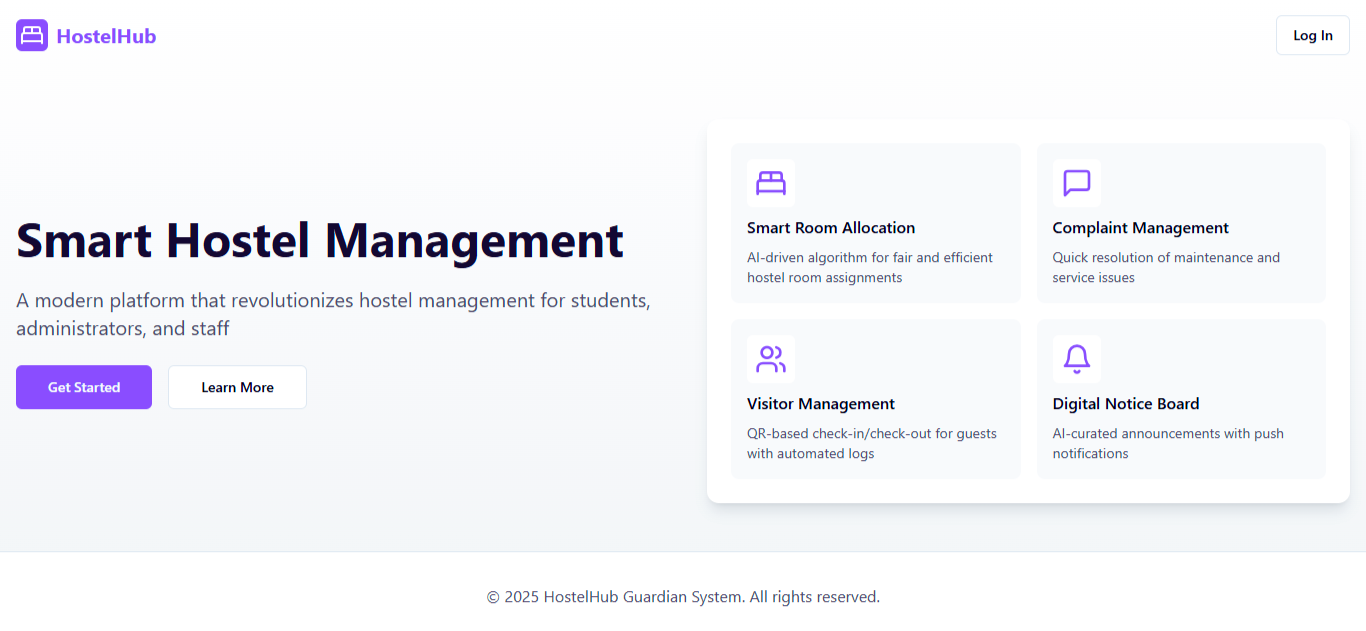 HostelHub
Log In
Smart Hostel Management
A modern platform that revolutionizes hostel management for students,
administrators, and staff
Get Started
Learn More
Smart Room Allocation
AI-driven algorithm for fair and efficient
hostel room assignments
Complaint Management
Quick resolution of maintenance and
service issues
Visitor Management
QR-based check-in/check-out for guests
with automated logs
Digital Notice Board
AI-curated announcements with push
notifications
© 2025 HostelHub Guardian System. All rights reserved.